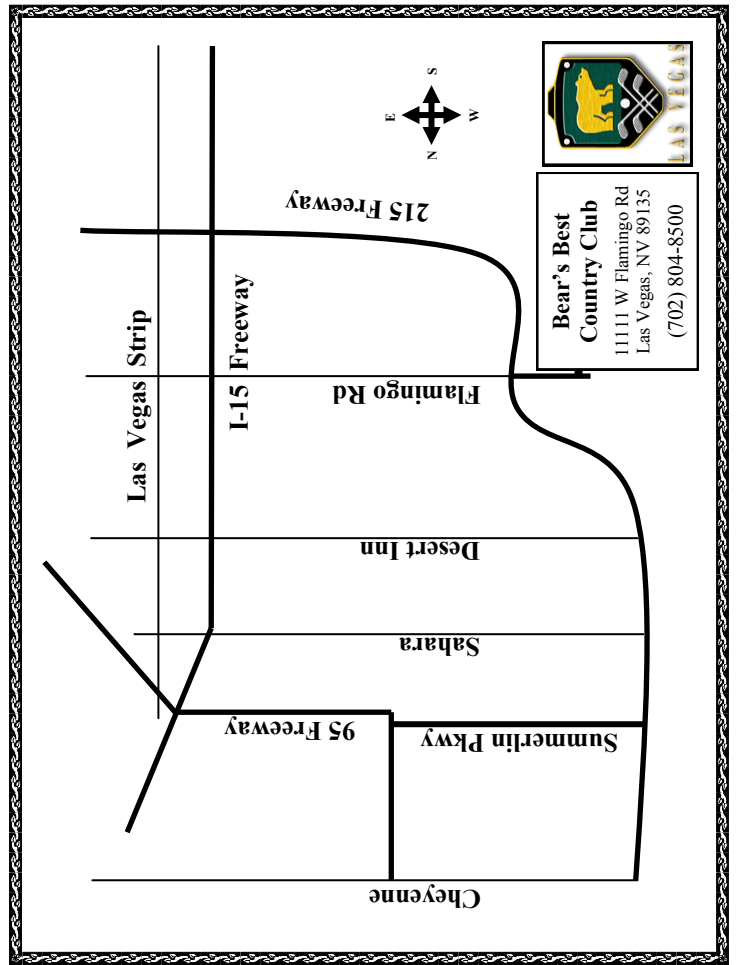 Las Vegas Strip
I-15 Freeway
215 Freeway
Flamingo Rd
Desert Inn
Sahara
95 Freeway
Summerlin Pkwy
Cheyenne
N
E
S
W
Bear's Best
Country Club
11111 W Flamingo Rd
Las Vegas, NV 89135
(702) 804-8500
LAS VEGAS